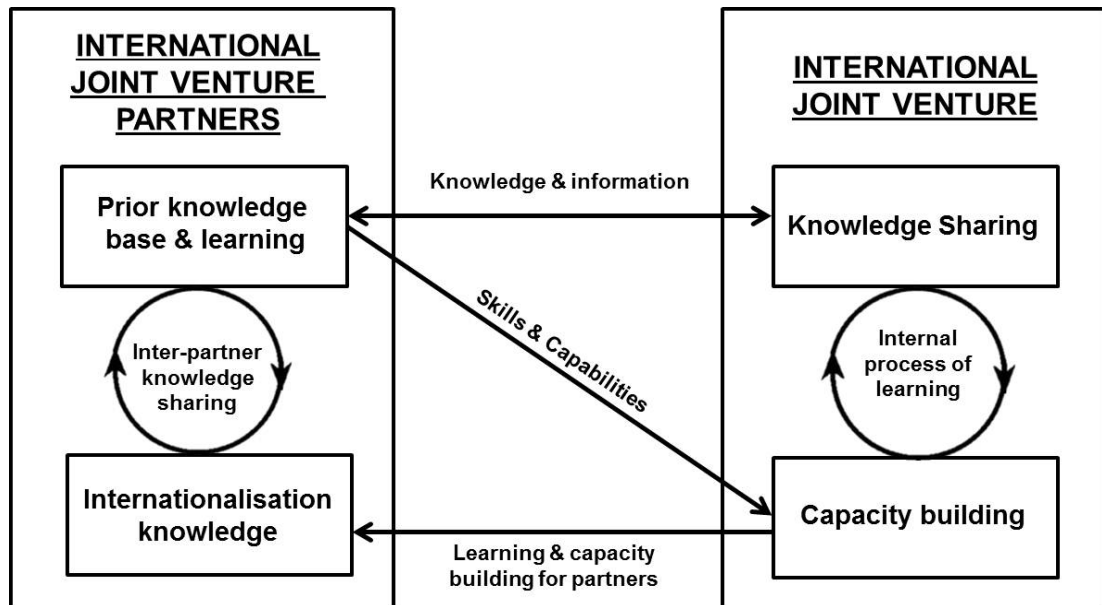 INTERNATIONAL
JOINT VENTURE
PARTNERS
Prior knowledge
base & learning
Inter-partner
knowledge
sharing
Internationalisation
knowledge
Knowledge & information
Skills & Capabilities
Learning & capacity
building for partners
INTERNATIONAL
JOINT VENTURE
Knowledge Sharing
Internal
process of
learning
Capacity building